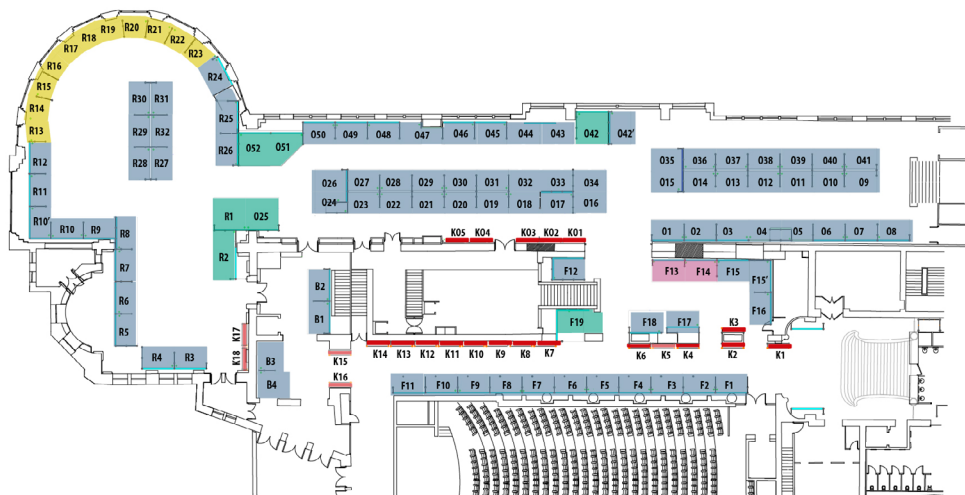 R20
R19 R21
R18 R22
R17 R23
R16
R15 R24
R14 R30 R31
R13 R25
R29 R32
R12 R26
R28 R27
R11
R10'
R10 R9 R8
R7
R6
R5
R4 R3
R1 O25
R2
O52 O51
O50 O49 O48 O47 O46 O45 O44 O43 O42 O42'
O26 O27 O28 O29 O30 O31 O32 O33 O34
O24 O23 O22 O21 O20 O19 O18 O17 O16
O35 O36 O37 O38 O39 O40 O41
O15 O14 O13 O12 O11 O10 O9
O1 O2 O3 O4 O5 O6 O7 O8
K05 K04 K03 K02 K01
F12
F13 F14 F15 F15'
F16
B2
B1
F19
F18 F17
K3
K17
K18
K14 K13 K12 K11 K10 K9 K8 K7
K6 K5 K4 K2 K1
K15
K16
B3
B4
F11 F10 F9 F8 F7 F6 F5 F4 F3 F2 F1